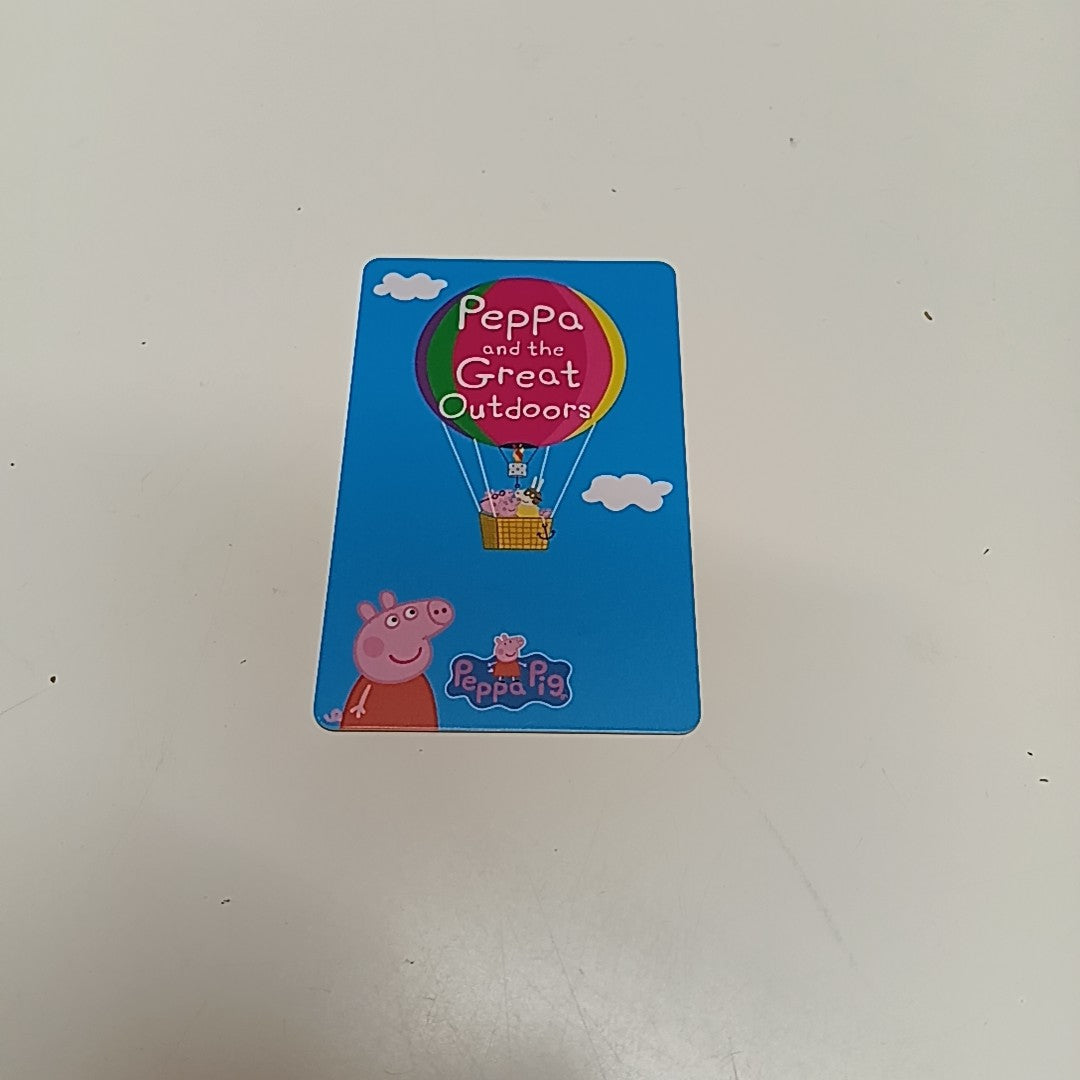 Peppa
and the
Great
Outdoors
Peppa Pig